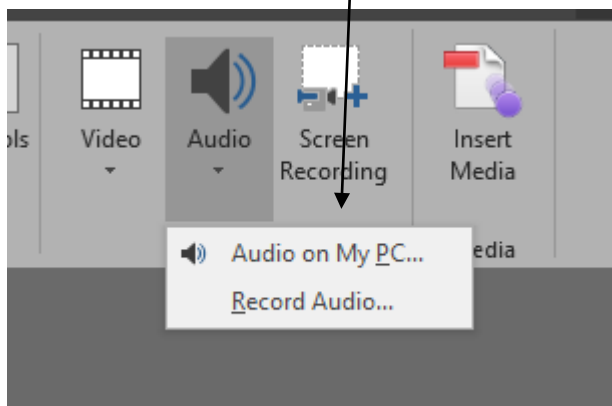 ols
Video
Audio
Screen
Recording
Insert
Media
edia
Audio on My PC...
Record Audio...